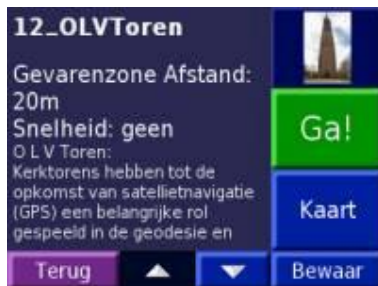 12_OLVToren
Gevarenzone Afstand:
20m
Snelheid: geen
O L V Toren:
Kerktorens hebben tot de
opkomst van satellietnavigatie
(GPS) een belangrijke rol
gespeeld in de geodesie en
Ga!
Kaart
Terug
Bewaar